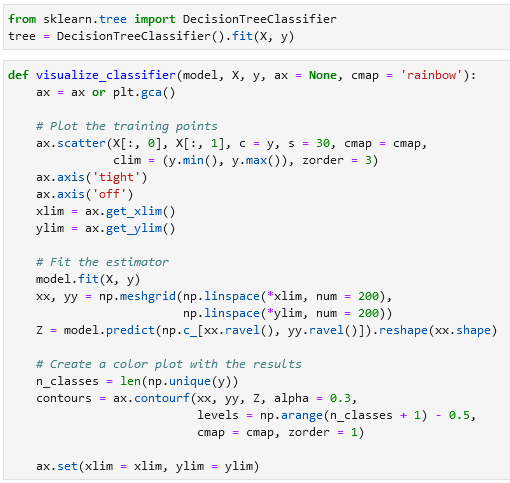 from sklearn.tree import DecisionTreeClassifier
tree = DecisionTreeClassifier().fit(X, y)
def visualize_classifier(model, X, y, ax = None, cmap = 'rainbow'):
    ax = ax or plt.gca()

    # Plot the training points
    ax.scatter(X[:, 0], X[:, 1], c = y, s = 30, cmap = cmap,
               clim = (y.min(), y.max()), zorder = 3)
    ax.axis('tight')
    ax.axis('off')
    xlim = ax.get_xlim()
    ylim = ax.get_ylim()

    # Fit the estimator
    model.fit(X, y)
    xx, yy = np.meshgrid(np.linspace(*xlim, num = 200),
                         np.linspace(*ylim, num = 200))
    Z = model.predict(np.c_[xx.ravel(), yy.ravel()]).reshape(xx.shape)

    # Create a color plot with the results
    n_classes = len(np.unique(y))
    contours = ax.contourf(xx, yy, Z, alpha = 0.3,
                           levels = np.arange(n_classes + 1) - 0.5,
                           cmap = cmap, zorder = 1)

    ax.set(xlim = xlim, ylim = ylim)